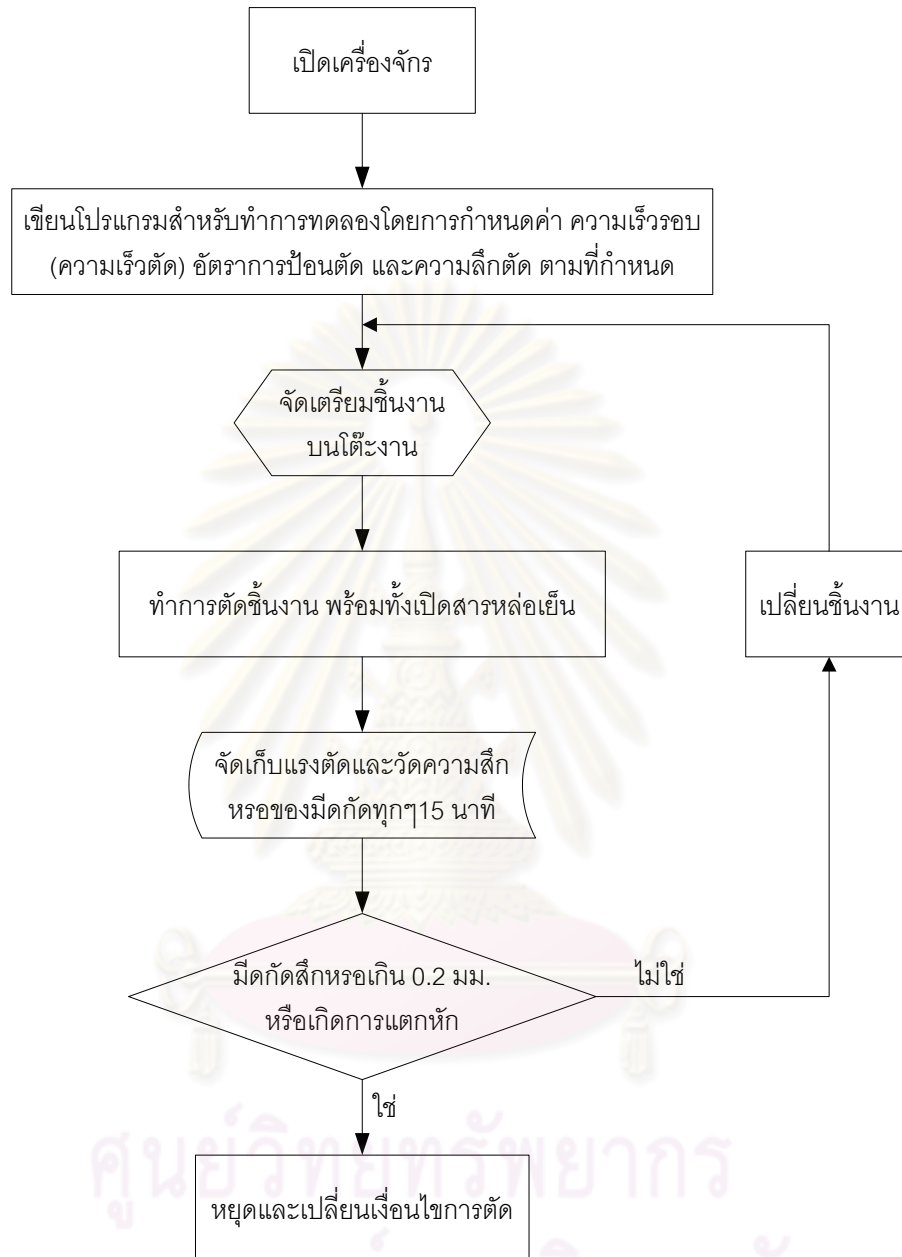 เปิดเครื่องจักร
เขียนโปรแกรมสำหรับทำการทดลองโดยการกำหนดค่า ความเร็วรอบ
(ความเร็วตัด) อัตราการป้อนตัด และความลึกตัด ตามที่กำหนด
จัดเตรียมชิ้นงาน
บนโต๊ะงาน
ทำการตัดชิ้นงาน พร้อมทั้งเปิดสารหล่อเย็น
เปลี่ยนชิ้นงาน
จัดเก็บแรงตัดและวัดความสึก
หรอของมีดกัดทุกๆ15 นาที
มีดกัดสึกหรอเกิน 0.2 มม.
หรือเกิดการแตกหัก
ไม่ใช่
ใช่
ศูนย์วิทยทรัพยากร
หยุดและเปลี่ยนเงื่อนไขการตัด